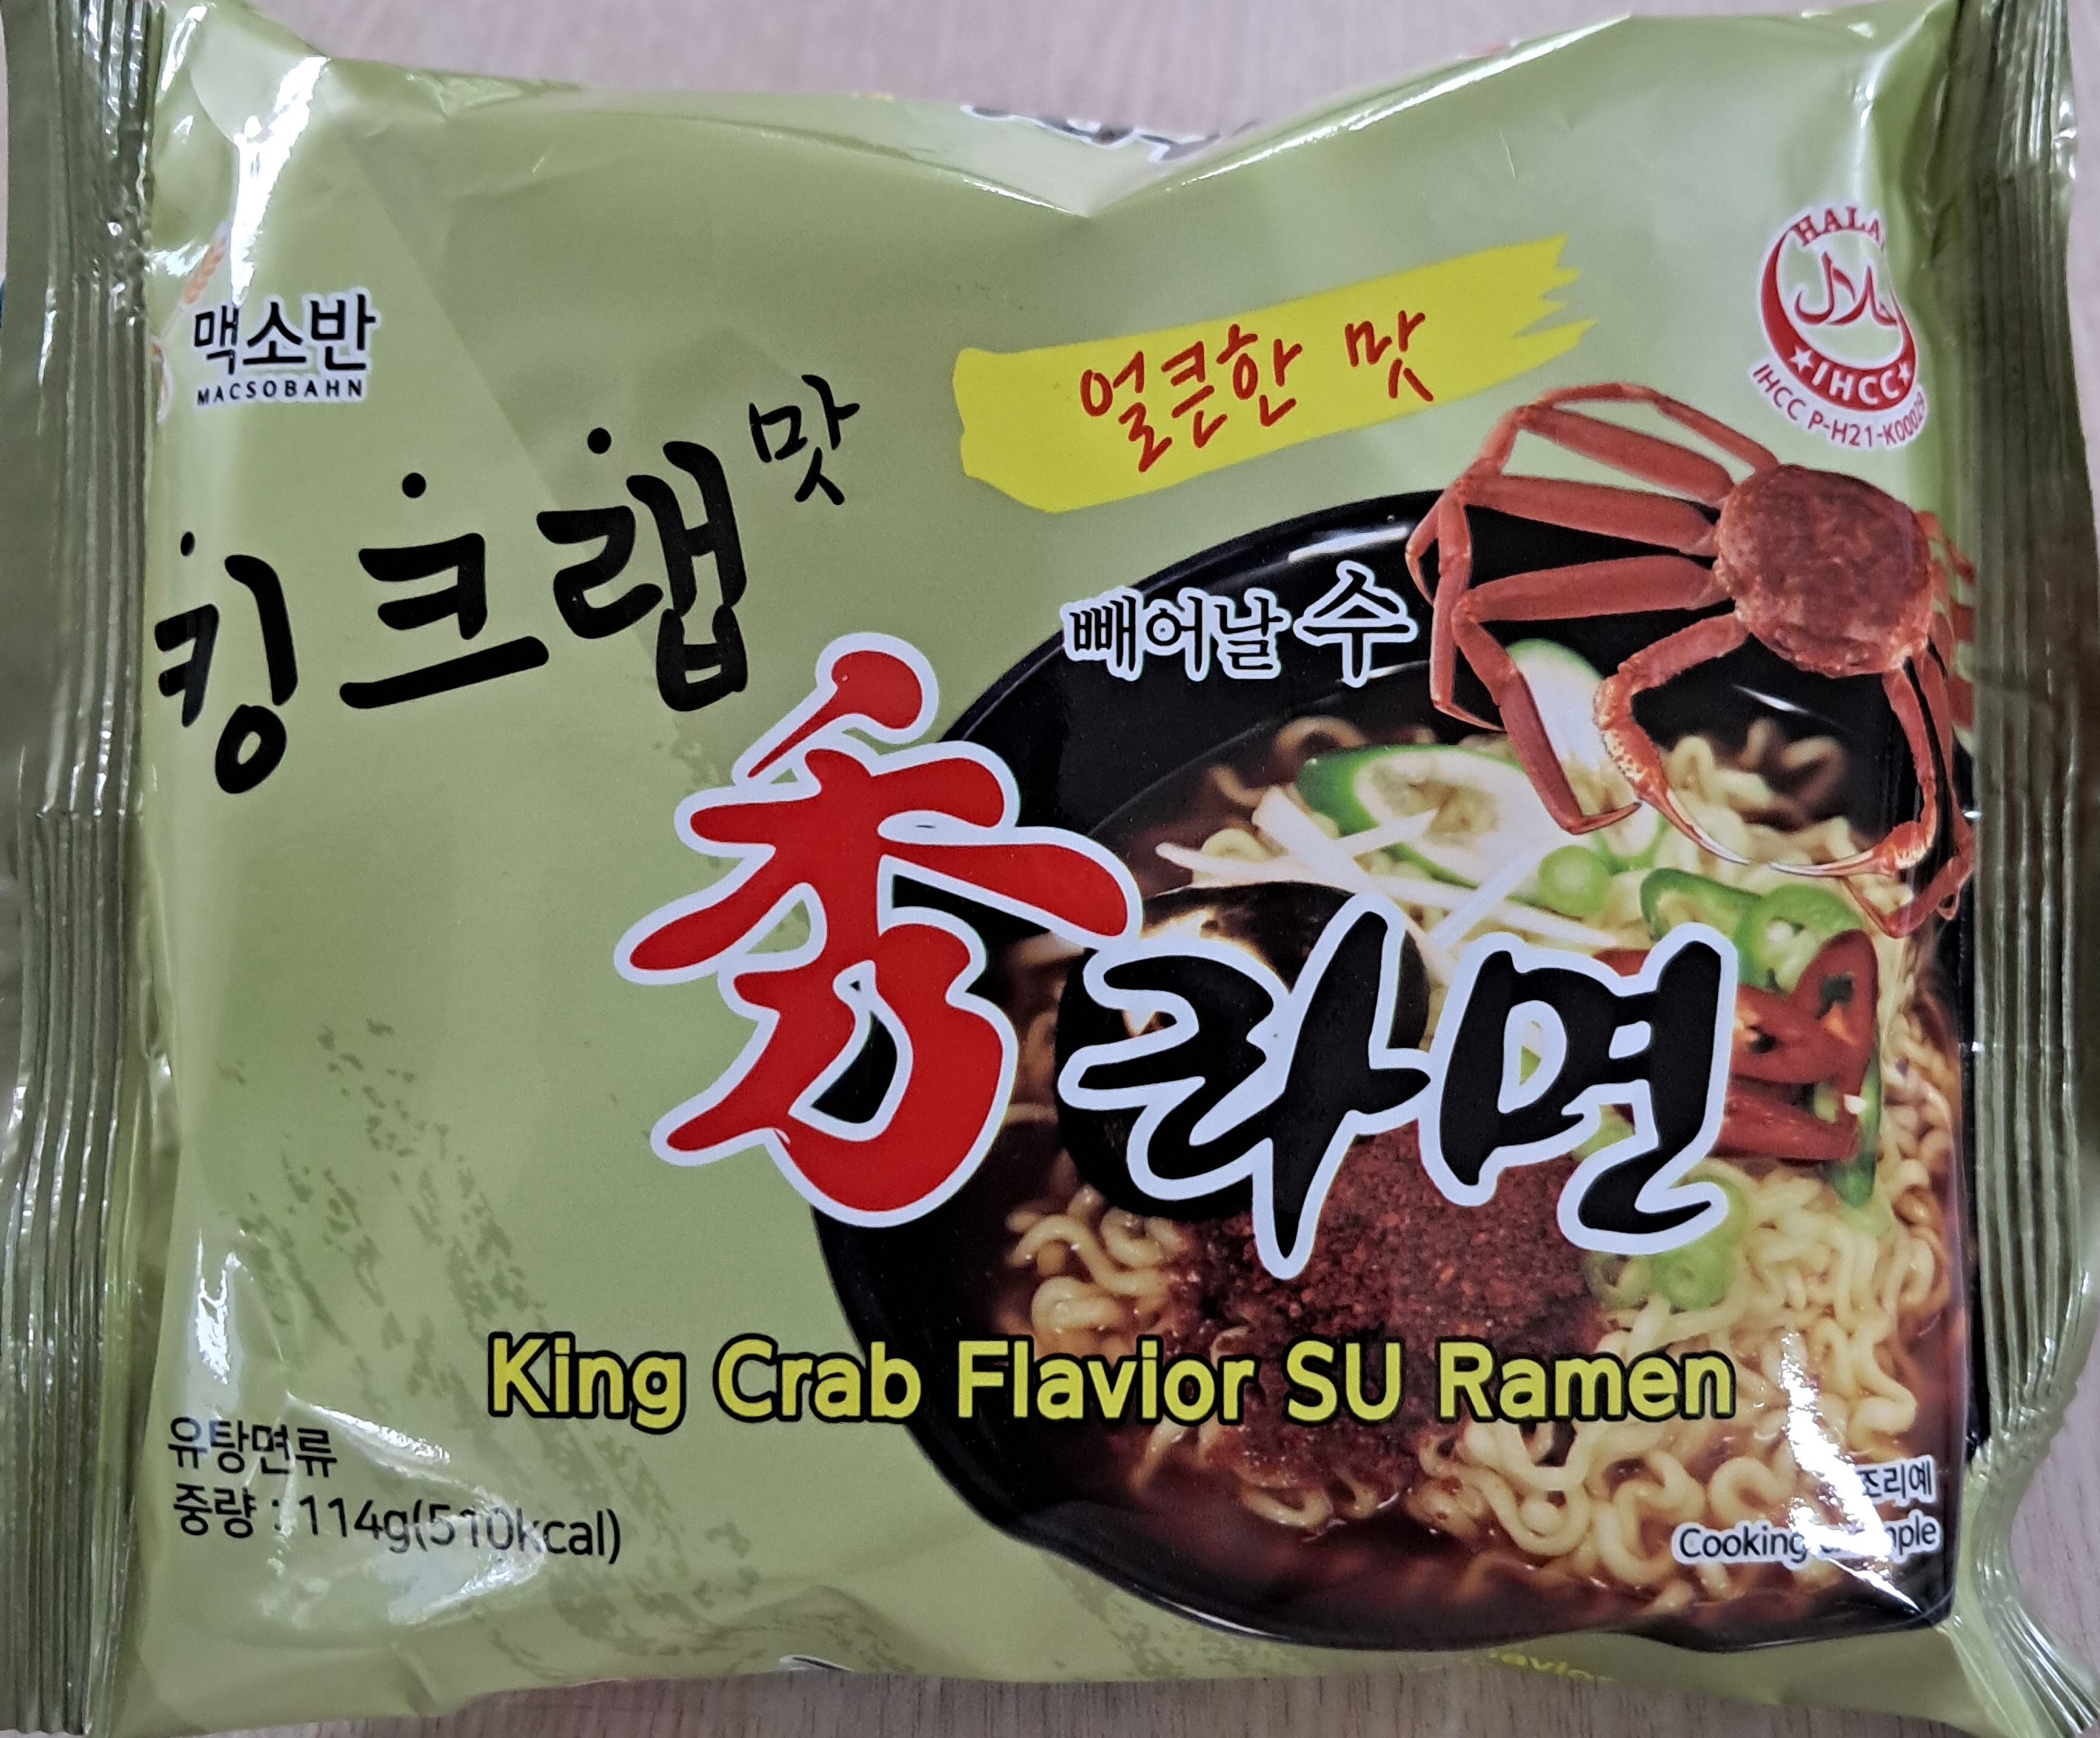 맥소반
MACSOBAHN
얼큰한 맛
킹크랩맛
HALAL
حلال
IHCC
IHCC P-H21-K00029
빼어날 수
秀라면
King Crab Flavior SU Ramen
유탕면류
중량 : 114g(510kcal)
조리예
Cooking